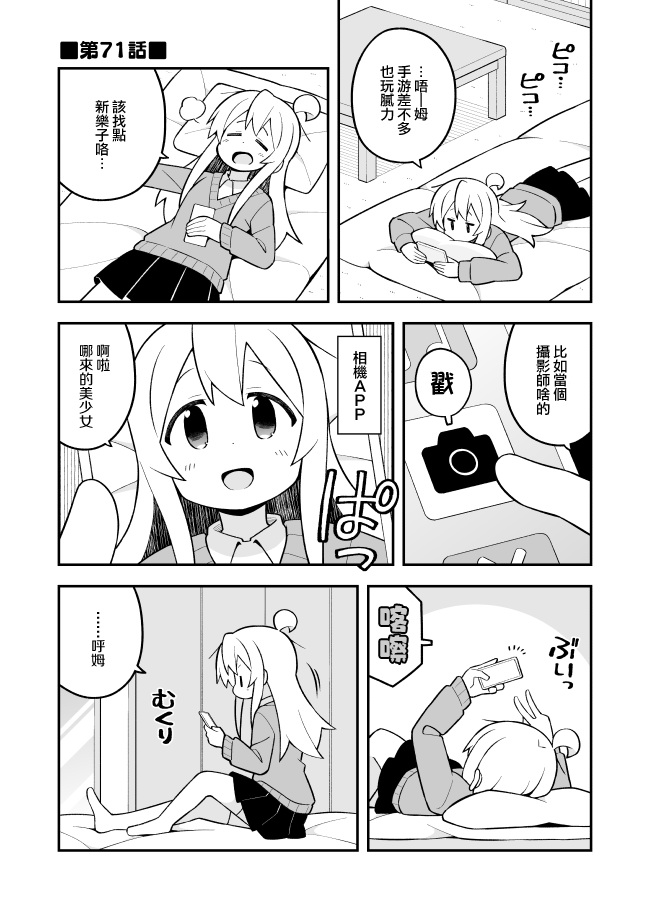 ■第71話■
…唔─姆
手游差不多
也玩膩力
ピコ…
ピコ…
該找點
新樂子咯…
比如當個
攝影師啥的
戳
相機APP
啊啦
哪來的美少女
ぱっ
喀嚓
ぶいっ
……呼姆
むくり